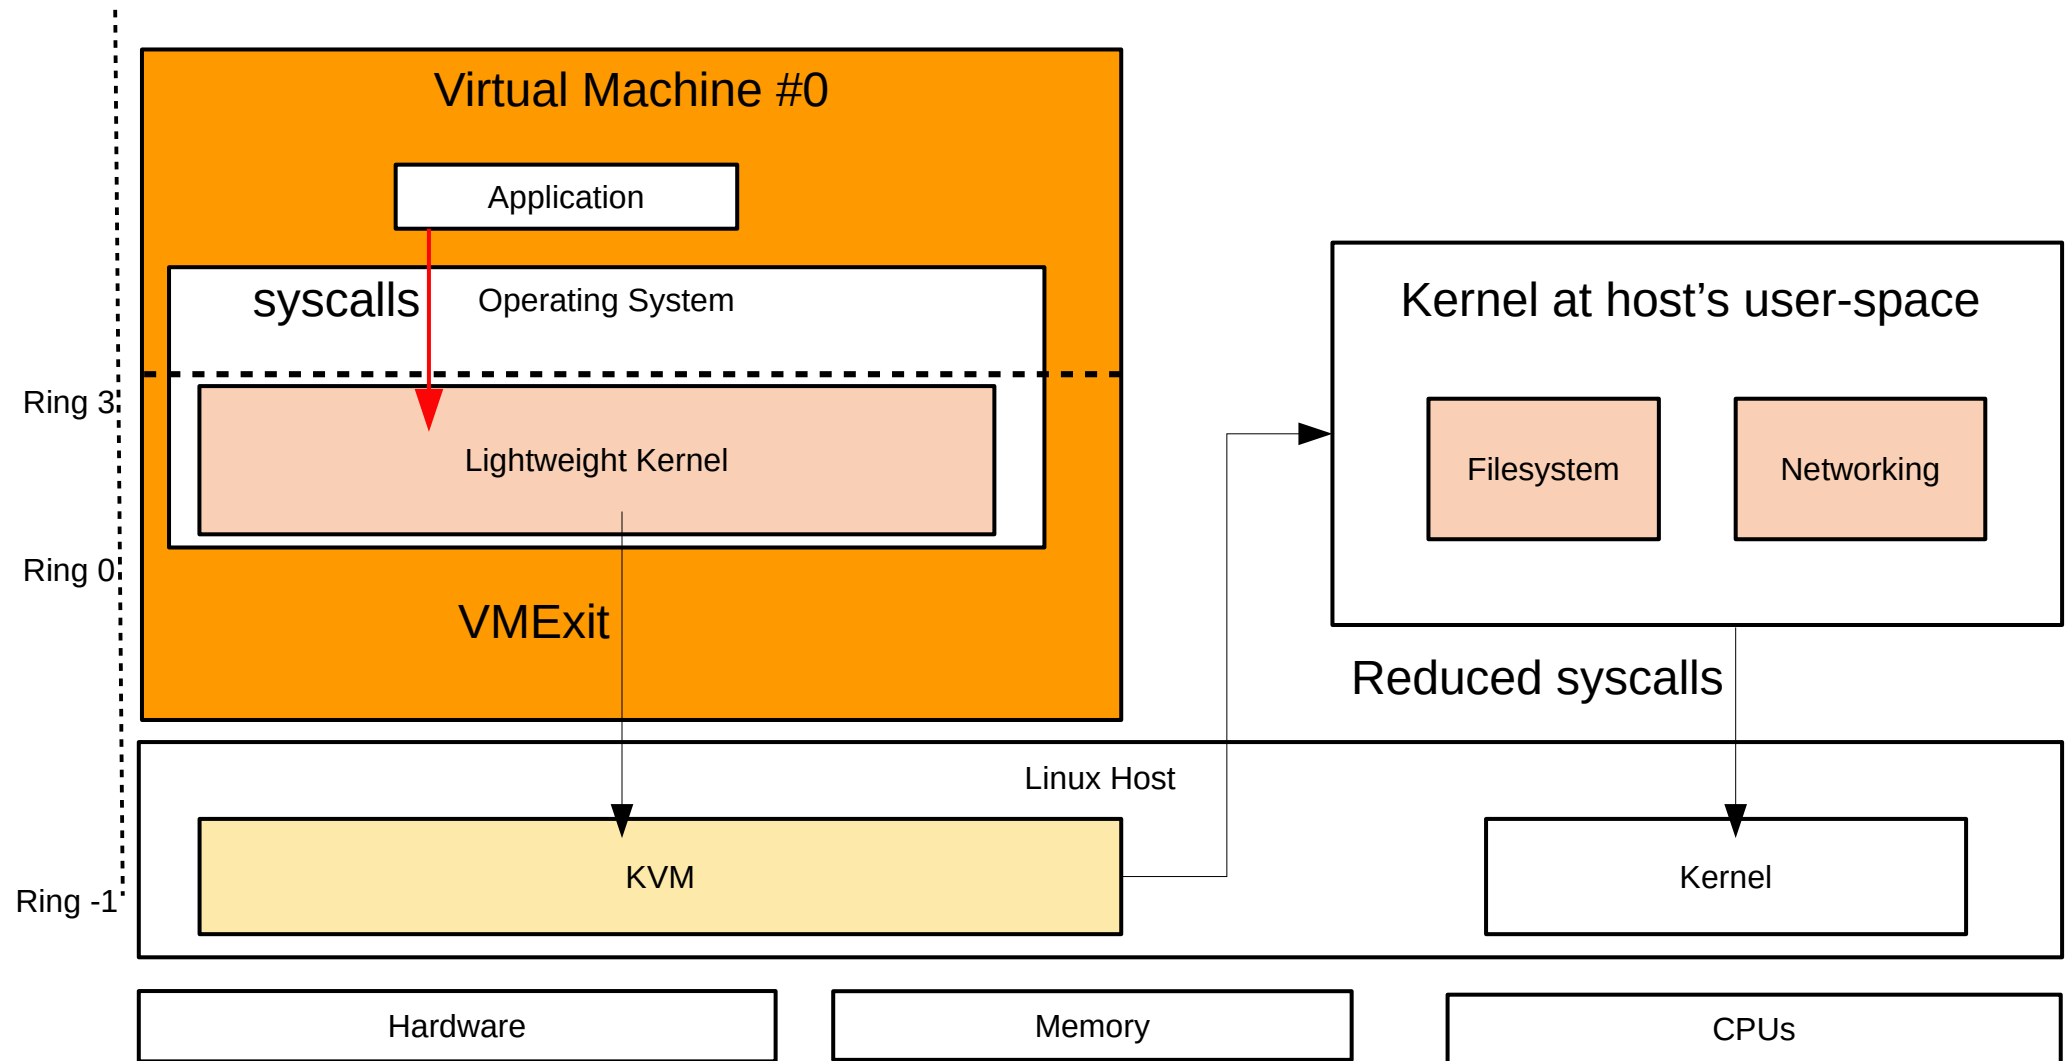 Virtual Machine #0
Application
syscalls
Operating System
Kernel at host’s user-space
Ring 3
Lightweight Kernel
Filesystem
Networking
Ring 0
VMExit
Reduced syscalls
Linux Host
KVM
Kernel
Ring -1
Hardware
Memory
CPUs